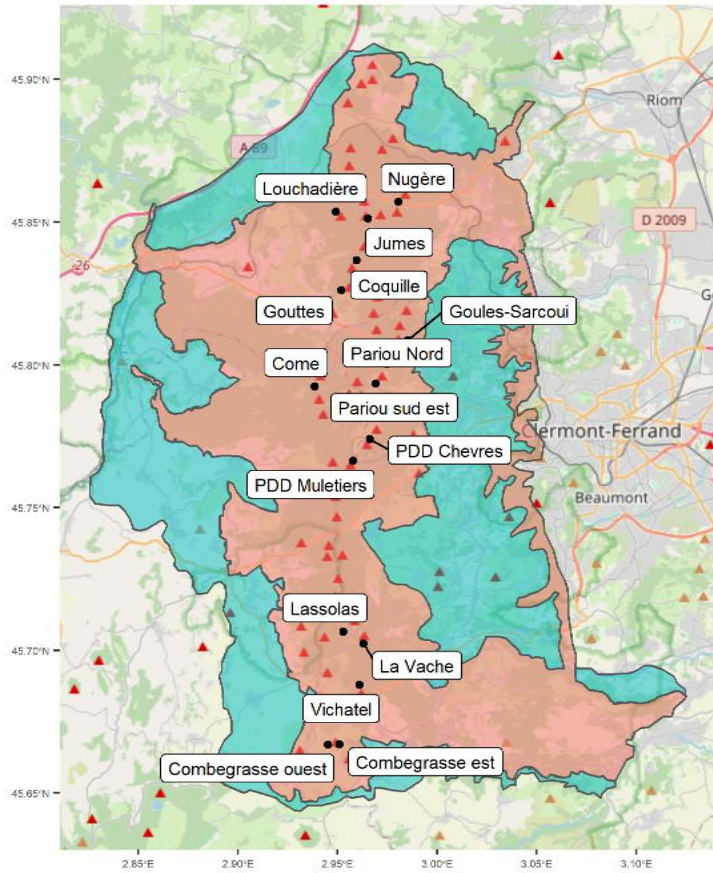 45.90°N
Riom
A 89
Louchadière
Nugère
45.85°N
D 2009
Jumes
26
Coquille
Gouttes
Goules-Sarcoui
45.80°N
Come
Pariou Nord
Pariou sud est
Clermont-Ferrand
PDD Chevres
PDD Muletiers
Beaumont
45.75°N
Lassolas
45.70°N
La Vache
Vichatel
Combegrasse ouest
Combegrasse est
45.65°N
2.85°E
2.90°E
2.95°E
3.00°E
3.05°E
3.10°E